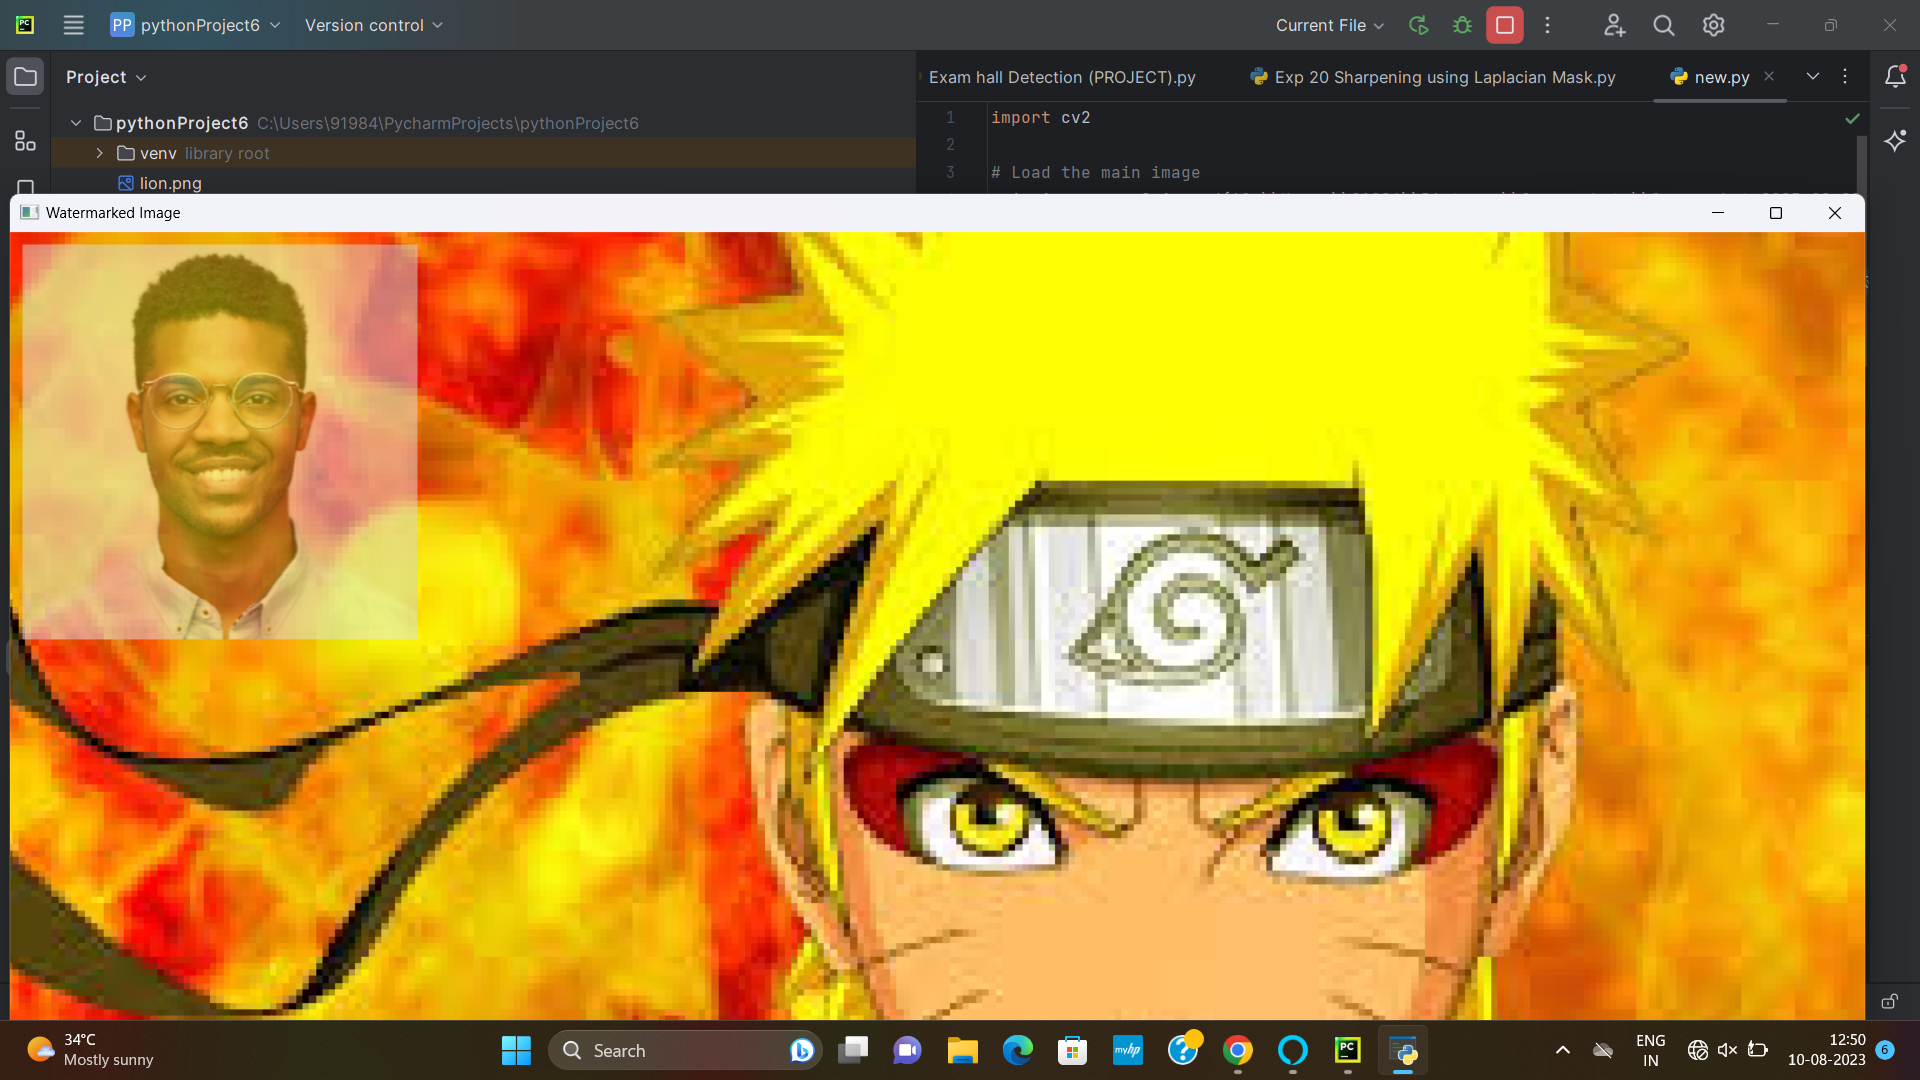 PC
PP pythonProject6
Version control
Current File
Project
Exam hall Detection (PROJECT).py
Exp 20 Sharpening using Laplacian Mask.py
new.py
pythonProject6 C:\Users\91984\PycharmProjects\pythonProject6
venv library root
lion.png
1 import cv2
2
3 # Load the main image
Watermarked Image
34°C
Mostly sunny
Search
myhp
PC
ENG
IN
12:50
10-08-2023
6